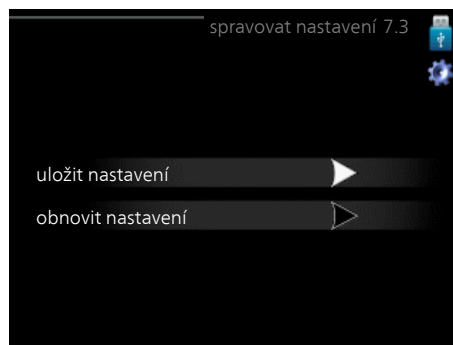 spravovat nastavení 7.3
uložit nastavení
obnovit nastavení